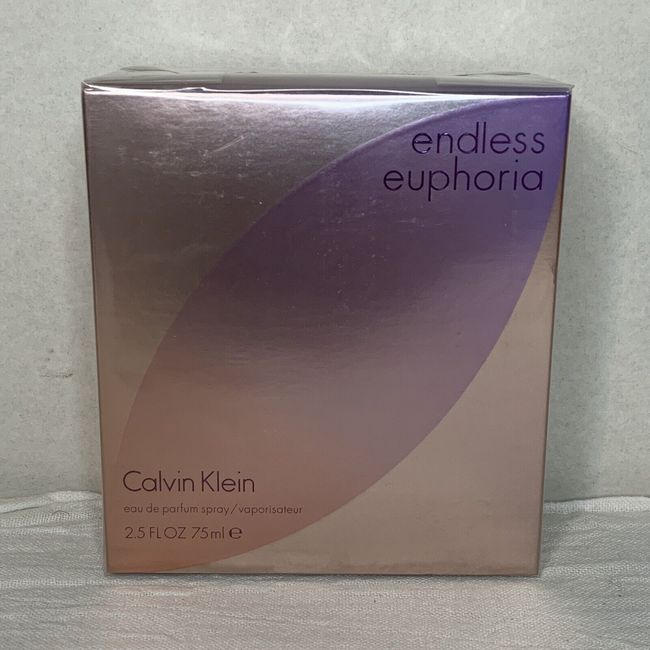 endless
euphoria
Calvin Klein
eau de parfum spray/vaporisateur
2.5 FL OZ 75ml ℮